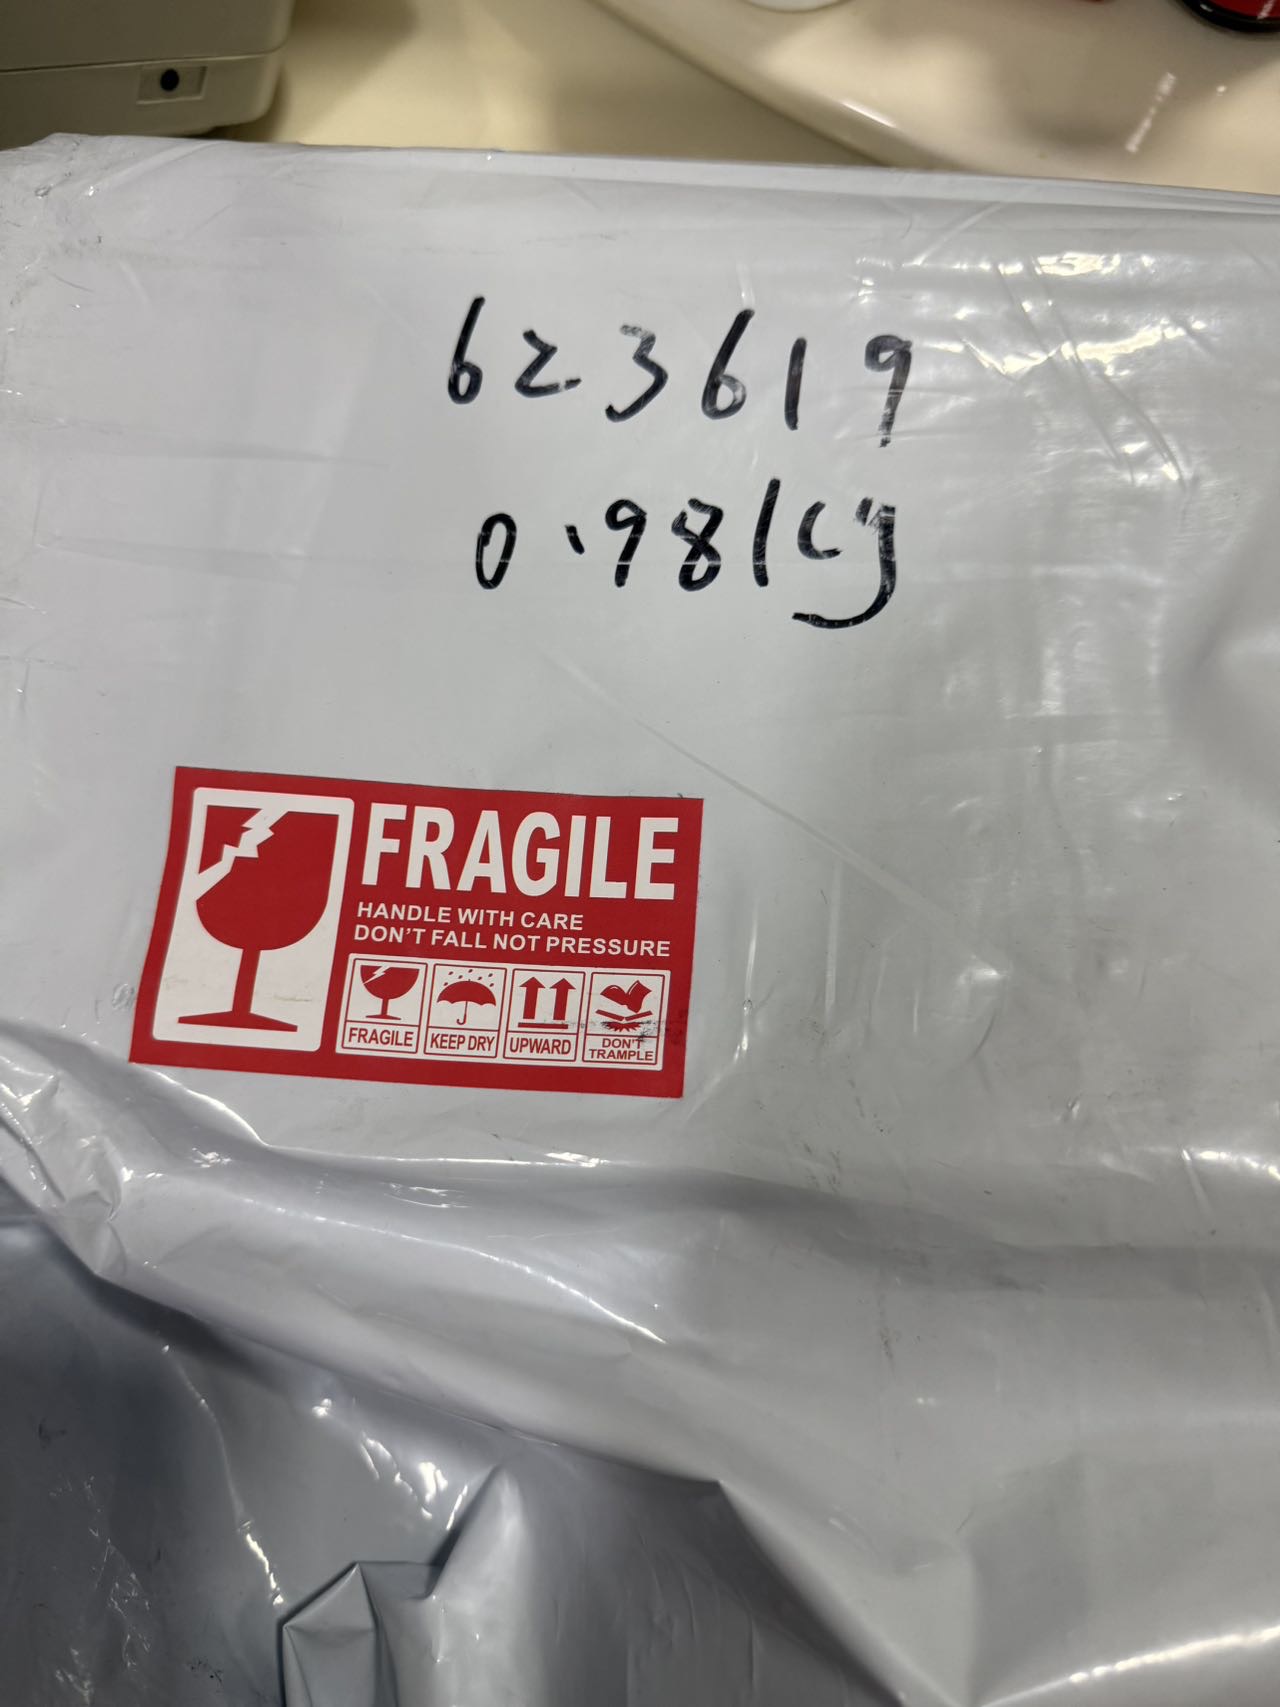 623619
0.98kg
FRAGILE
HANDLE WITH CARE
DON'T FALL NOT PRESSURE
FRAGILE
KEEP DRY
UPWARD
DON'T
TRAMPLE